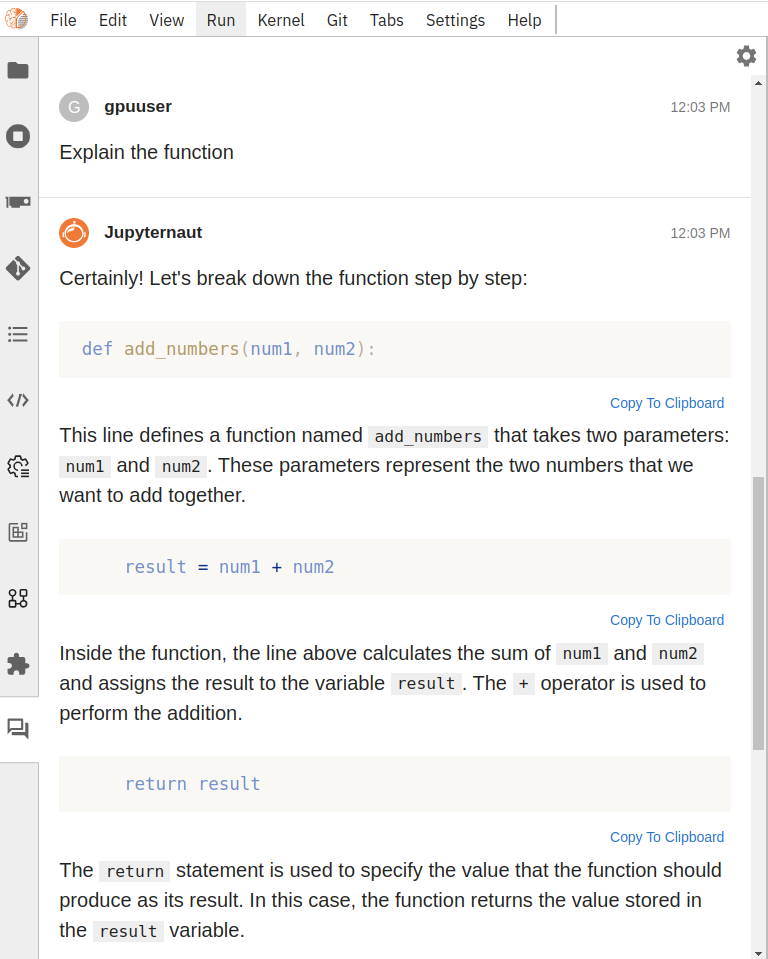 File Edit View Run Kernel Git Tabs Settings Help
G gpuuser 12:03 PM
Explain the function
Jupyternaut 12:03 PM
Certainly! Let's break down the function step by step:
def add_numbers(num1, num2):
Copy To Clipboard
This line defines a function named add_numbers that takes two parameters:
num1 and num2. These parameters represent the two numbers that we
want to add together.
result = num1 + num2
Copy To Clipboard
Inside the function, the line above calculates the sum of num1 and num2
and assigns the result to the variable result. The + operator is used to
perform the addition.
return result
Copy To Clipboard
The return statement is used to specify the value that the function should
produce as its result. In this case, the function returns the value stored in
the result variable.